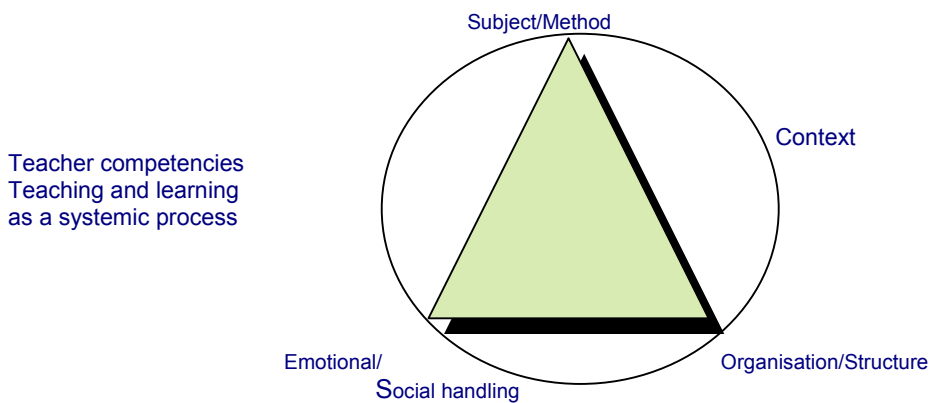 Subject/Method
Context
Teacher competencies
Teaching and learning
as a systemic process
Emotional/
Social handling
Organisation/Structure